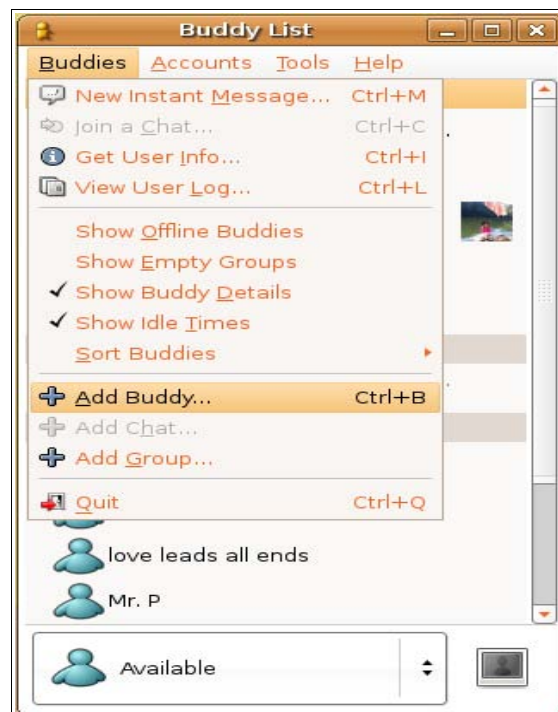 Buddy List
Buddies Accounts Tools Help
New Instant Message... Ctrl+M
Join a Chat... Ctrl+C
Get User Info... Ctrl+I
View User Log... Ctrl+L
Show Offline Buddies
Show Empty Groups
Show Buddy Details
Show Idle Times
Sort Buddies
Add Buddy... Ctrl+B
Add Chat...
Add Group...
Quit Ctrl+Q
love leads all ends
Mr. P
Available